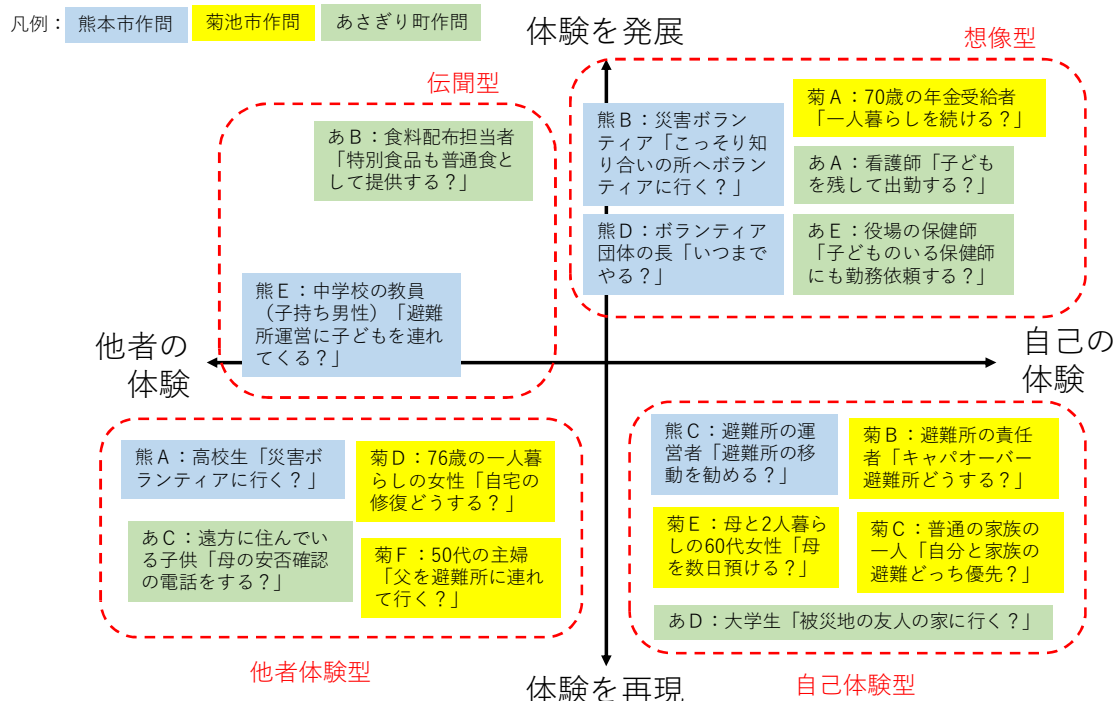 凡例： 熊本市作問 菊池市作問 あさぎり町作問
体験を発展
想像型
伝聞型
あＢ：食料配布担当者
「特別食品も普通食と
して提供する？」
熊Ｅ：中学校の教員
（子持ち男性）「避難
所運営に子どもを連れ
てくる？」
熊Ｂ：災害ボラン
ティア「こっそり知
り合いの所へボラン
ティアに行く？」
菊Ａ：70歳の年金受給者
「一人暮らしを続ける？」
あＡ：看護師「子ども
を残して出勤する？」
熊Ｄ：ボランティア
団体の長「いつまで
やる？」
あＥ：役場の保健師
「子どものいる保健師
にも勤務依頼する？」
他者の
体験
自己の
体験
熊Ａ：高校生「災害ボ
ランティアに行く？」
菊Ｄ：76歳の一人暮
らしの女性「自宅の
修復どうする？」
あＣ：遠方に住んでい
る子供「母の安否確認
の電話をする？」
菊Ｆ：50代の主婦
「父を避難所に連れ
て行く？」
他者体験型
熊Ｃ：避難所の運
営者「避難所の移
動を勧める？」
菊Ｂ：避難所の責任
者「キャパオーバー
避難所どうする？」
菊Ｅ：母と2人暮ら
しの60代女性「母
を数日預ける？」
菊Ｃ：普通の家族の
一人「自分と家族の
避難どっち優先？」
あＤ：大学生「被災地の友人の家に行く？」
体験を再現
自己体験型